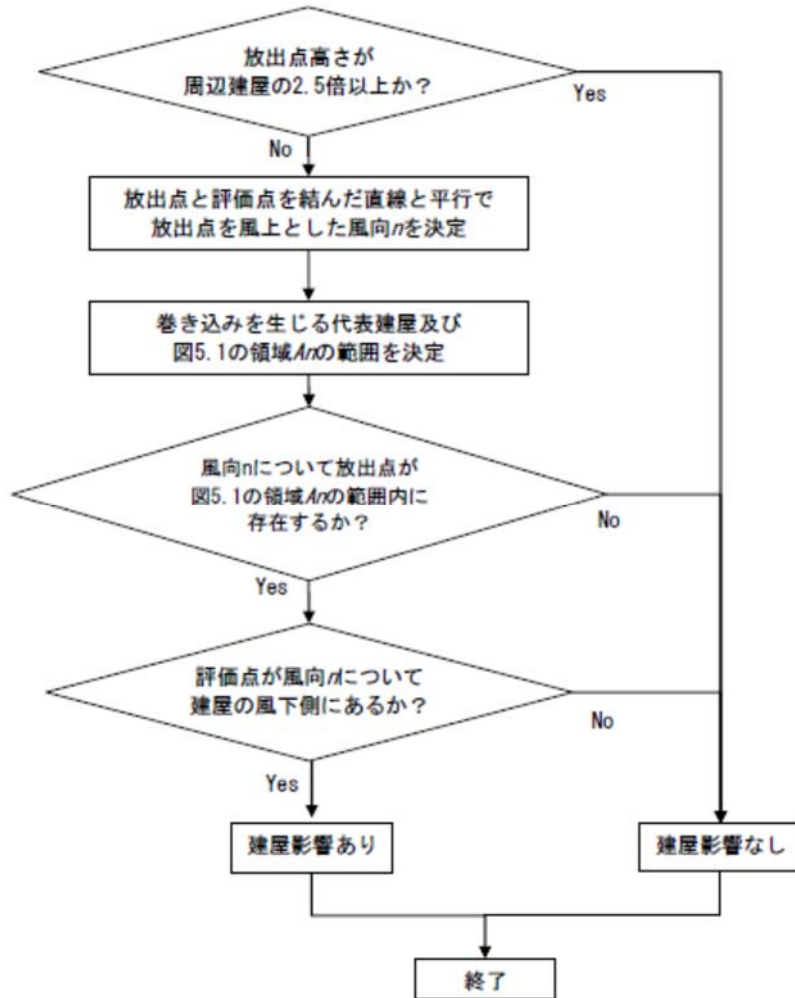 放出点高さが
周辺建屋の2.5倍以上か？
Yes
No
放出点と評価点を結んだ直線と平行で
放出点を風上とした風向nを決定
巻き込みを生じる代表建屋及び
図5.1の領域Anの範囲を決定
風向nについて放出点が
図5.1の領域Anの範囲内に
存在するか？
No
Yes
評価点が風向nについて
建屋の風下側にあるか？
No
Yes
建屋影響あり
建屋影響なし
終了